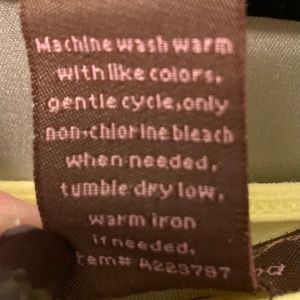 Machine wash warm
with like colors,
gentle cycle, only
non-chlorine bleach
when needed,
tumble dry low,
warm iron
if needed.
Item# A223787